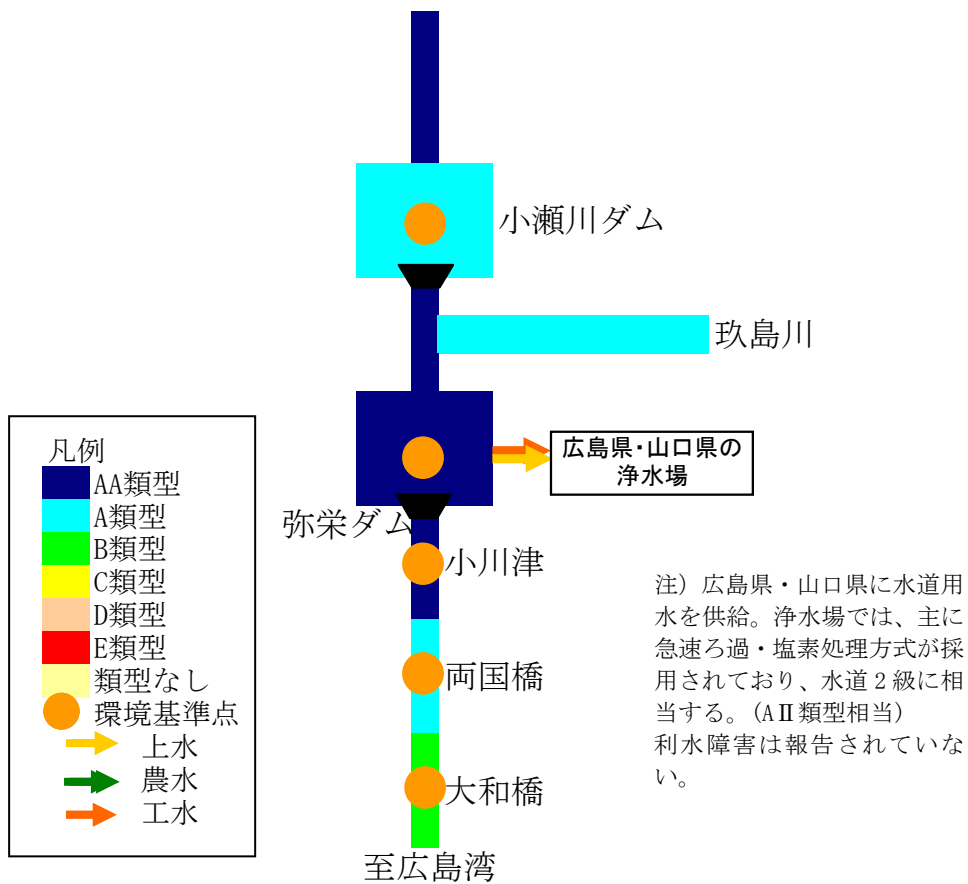 小瀬川ダム
玖島川
広島県・山口県の
浄水場
弥栄ダム
小川津
両国橋
大和橋
至広島湾
凡例
AA類型
A類型
B類型
C類型
D類型
E類型
類型なし
環境基準点
上水
農水
工水
注）広島県・山口県に水道用
水を供給。浄水場では、主に
急速ろ過・塩素処理方式が採
用されており、水道２級に相
当する。(AⅡ類型相当)
利水障害は報告されていな
い。